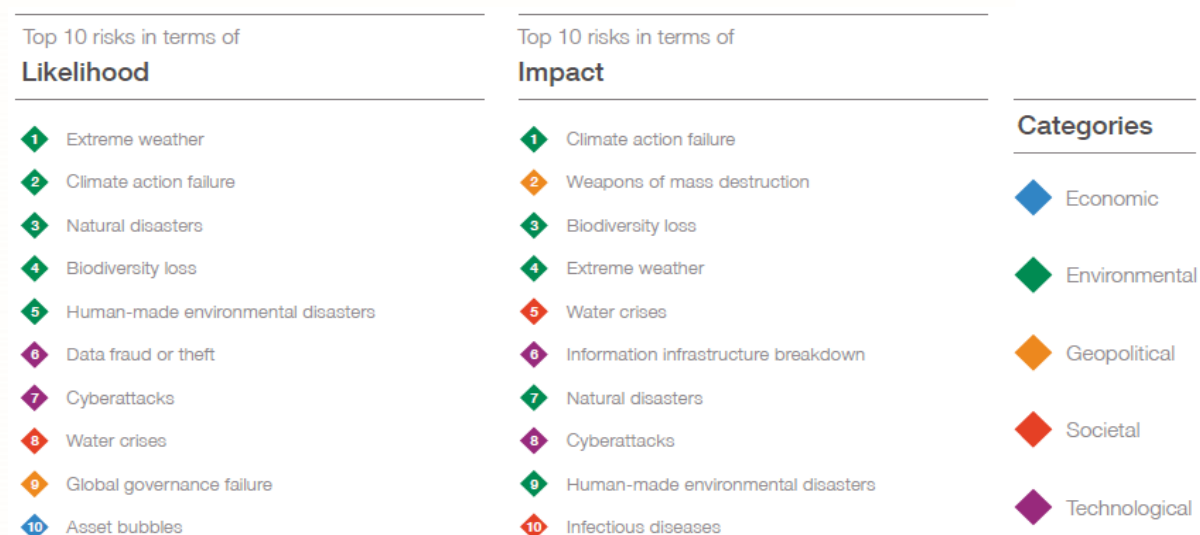 Top 10 risks in terms of
Likelihood
1 Extreme weather
2 Climate action failure
3 Natural disasters
4 Biodiversity loss
5 Human-made environmental disasters
6 Data fraud or theft
7 Cyberattacks
8 Water crises
9 Global governance failure
10 Asset bubbles
Top 10 risks in terms of
Impact
1 Climate action failure
2 Weapons of mass destruction
3 Biodiversity loss
4 Extreme weather
5 Water crises
6 Information infrastructure breakdown
7 Natural disasters
8 Cyberattacks
9 Human-made environmental disasters
10 Infectious diseases
Categories
Economic
Environmental
Geopolitical
Societal
Technological